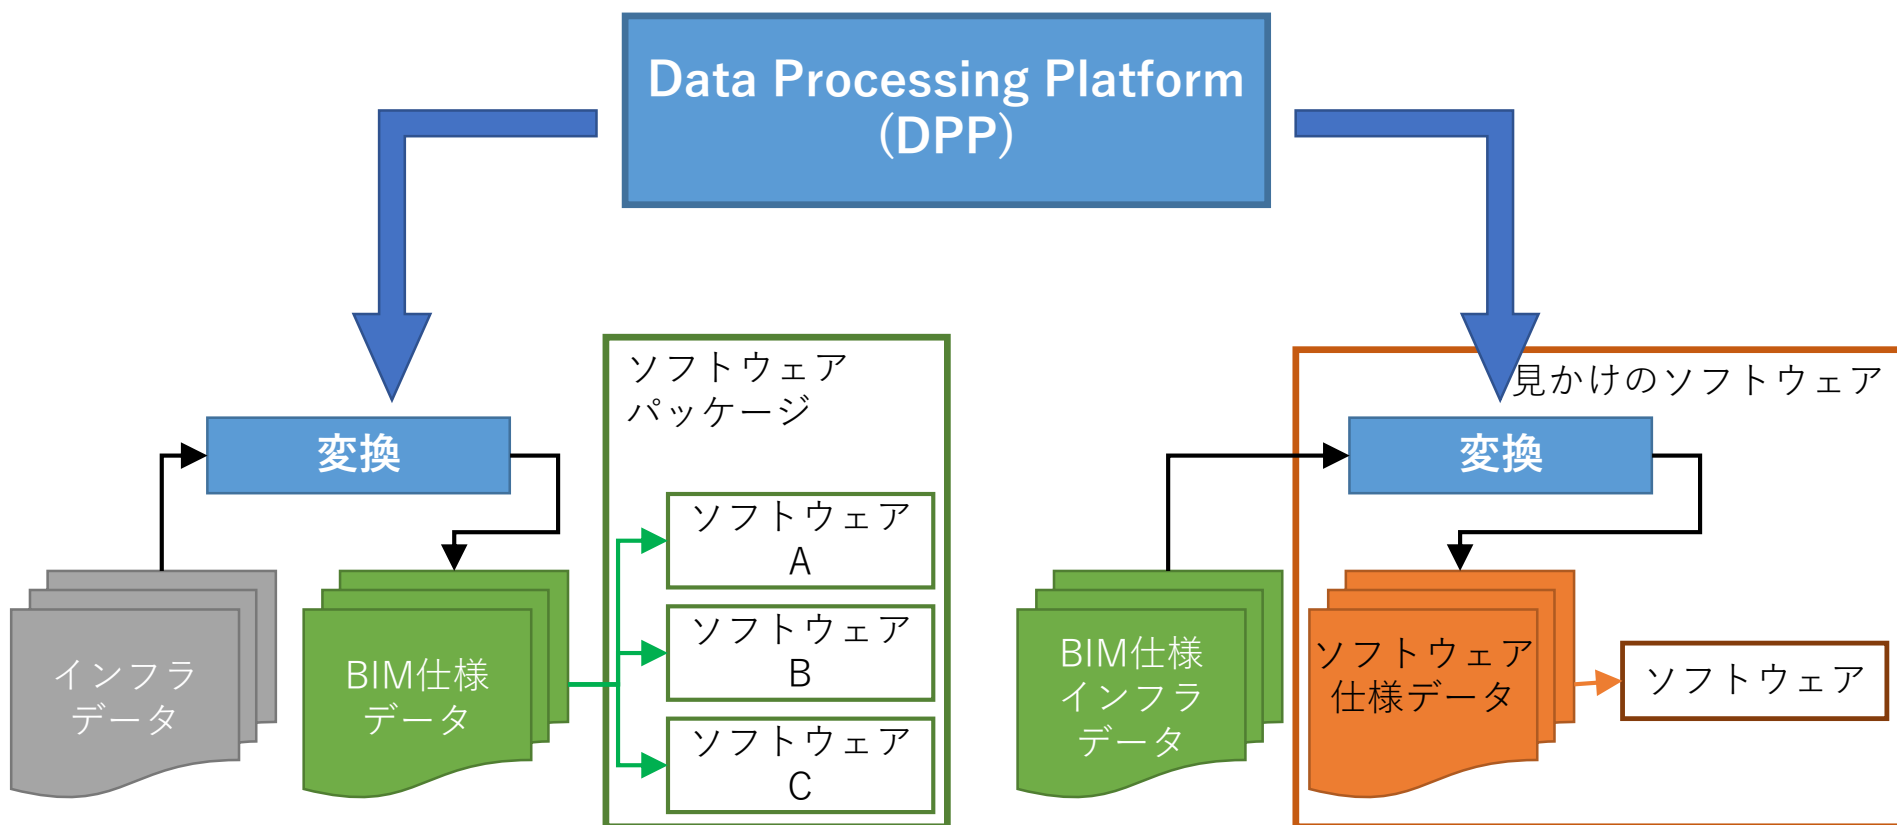 Data Processing Platform
(DPP)
変換
インフラ
データ
BIM仕様
データ
ソフトウェア
パッケージ
ソフトウェア
A
ソフトウェア
B
ソフトウェア
C
見かけのソフトウェア
変換
BIM仕様
インフラ
データ
ソフトウェア
仕様データ
ソフトウェア